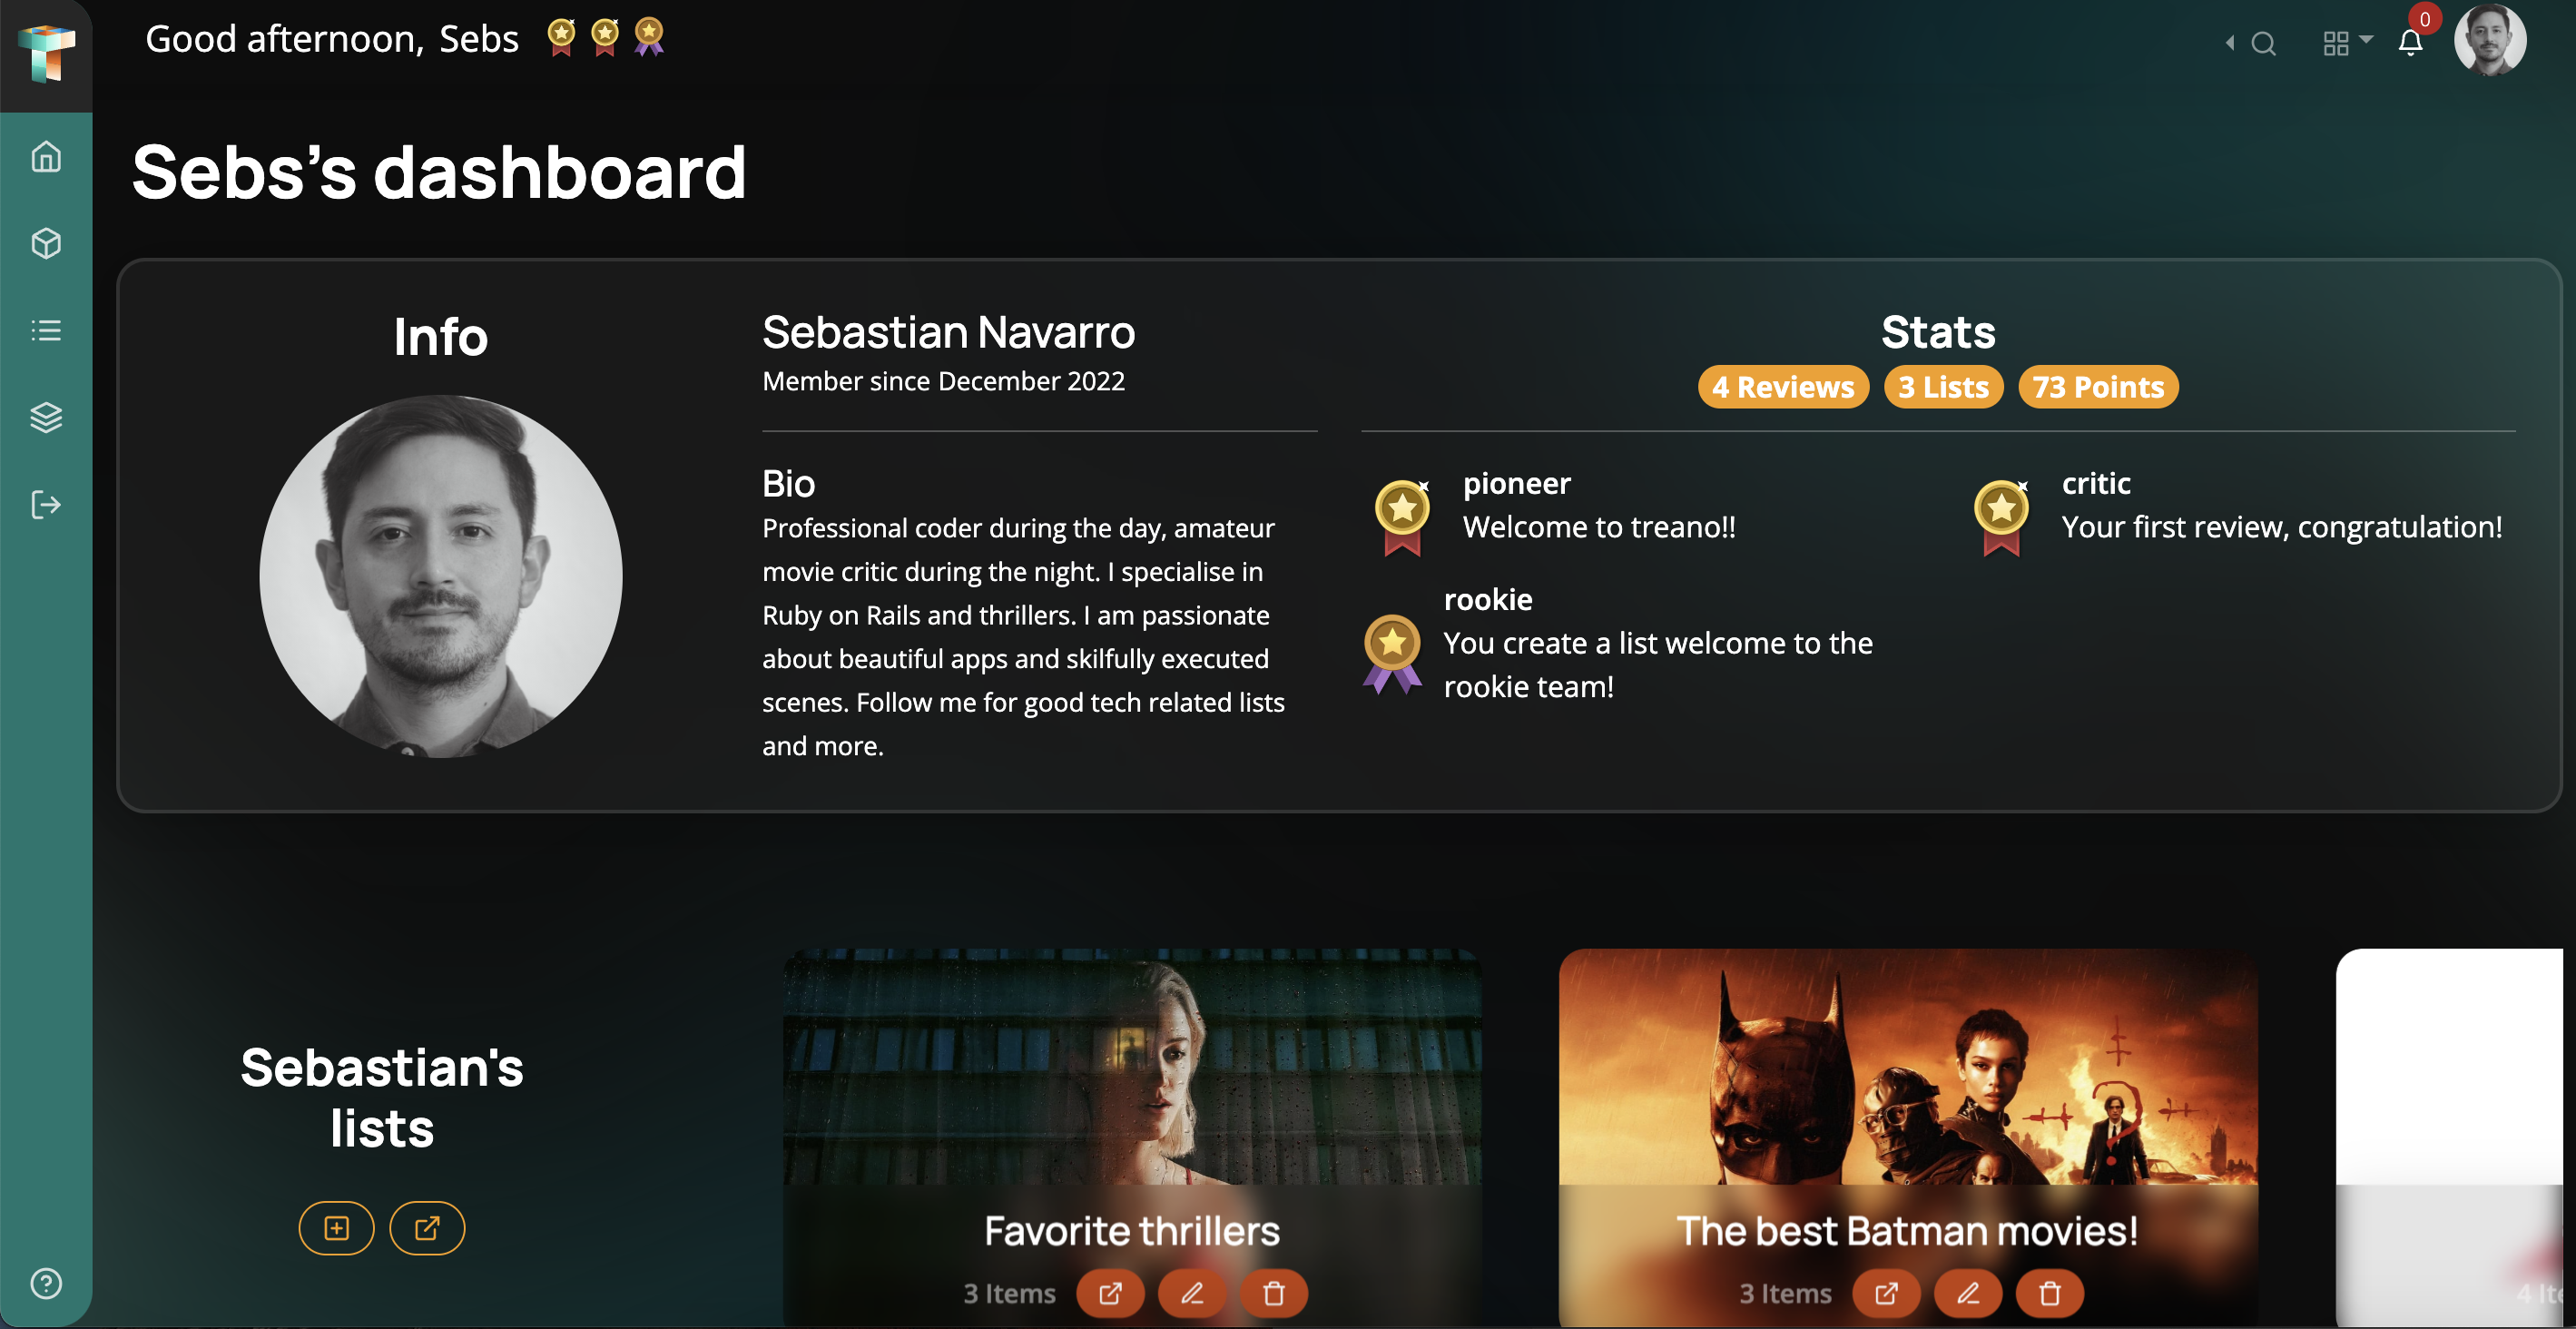 Good afternoon, Sebs
0
Sebs's dashboard
Info
Sebastian Navarro
Member since December 2022
Bio
Professional coder during the day, amateur
movie critic during the night. I specialise in
Ruby on Rails and thrillers. I am passionate
about beautiful apps and skilfully executed
scenes. Follow me for good tech related lists
and more.
Stats
4 Reviews 3 Lists 73 Points
pioneer
Welcome to treano!!
critic
Your first review, congratulation!
rookie
You create a list welcome to the
rookie team!
Sebastian's
lists
Favorite thrillers
3 Items
The best Batman movies!
3 Items
4